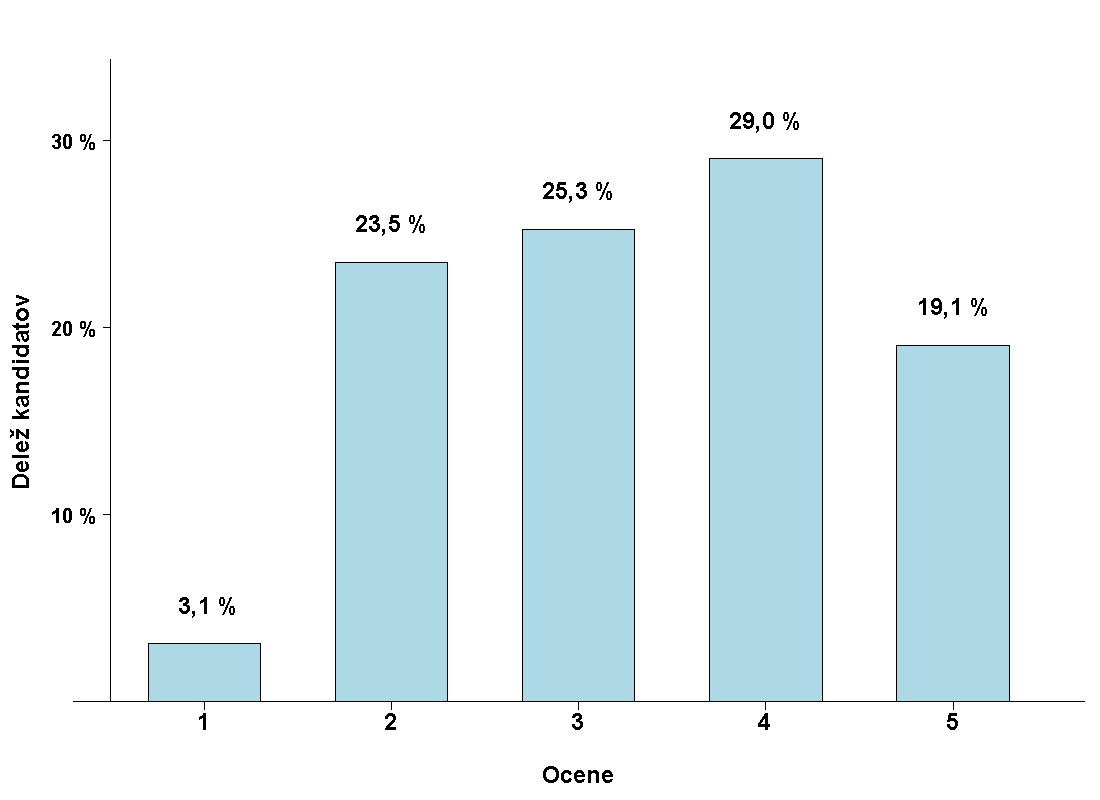 29,0 %
30 %
25,3 %
23,5 %
19,1 %
20 %
Delež kandidatov
10 %
3,1 %
1 2 3 4 5
Ocene